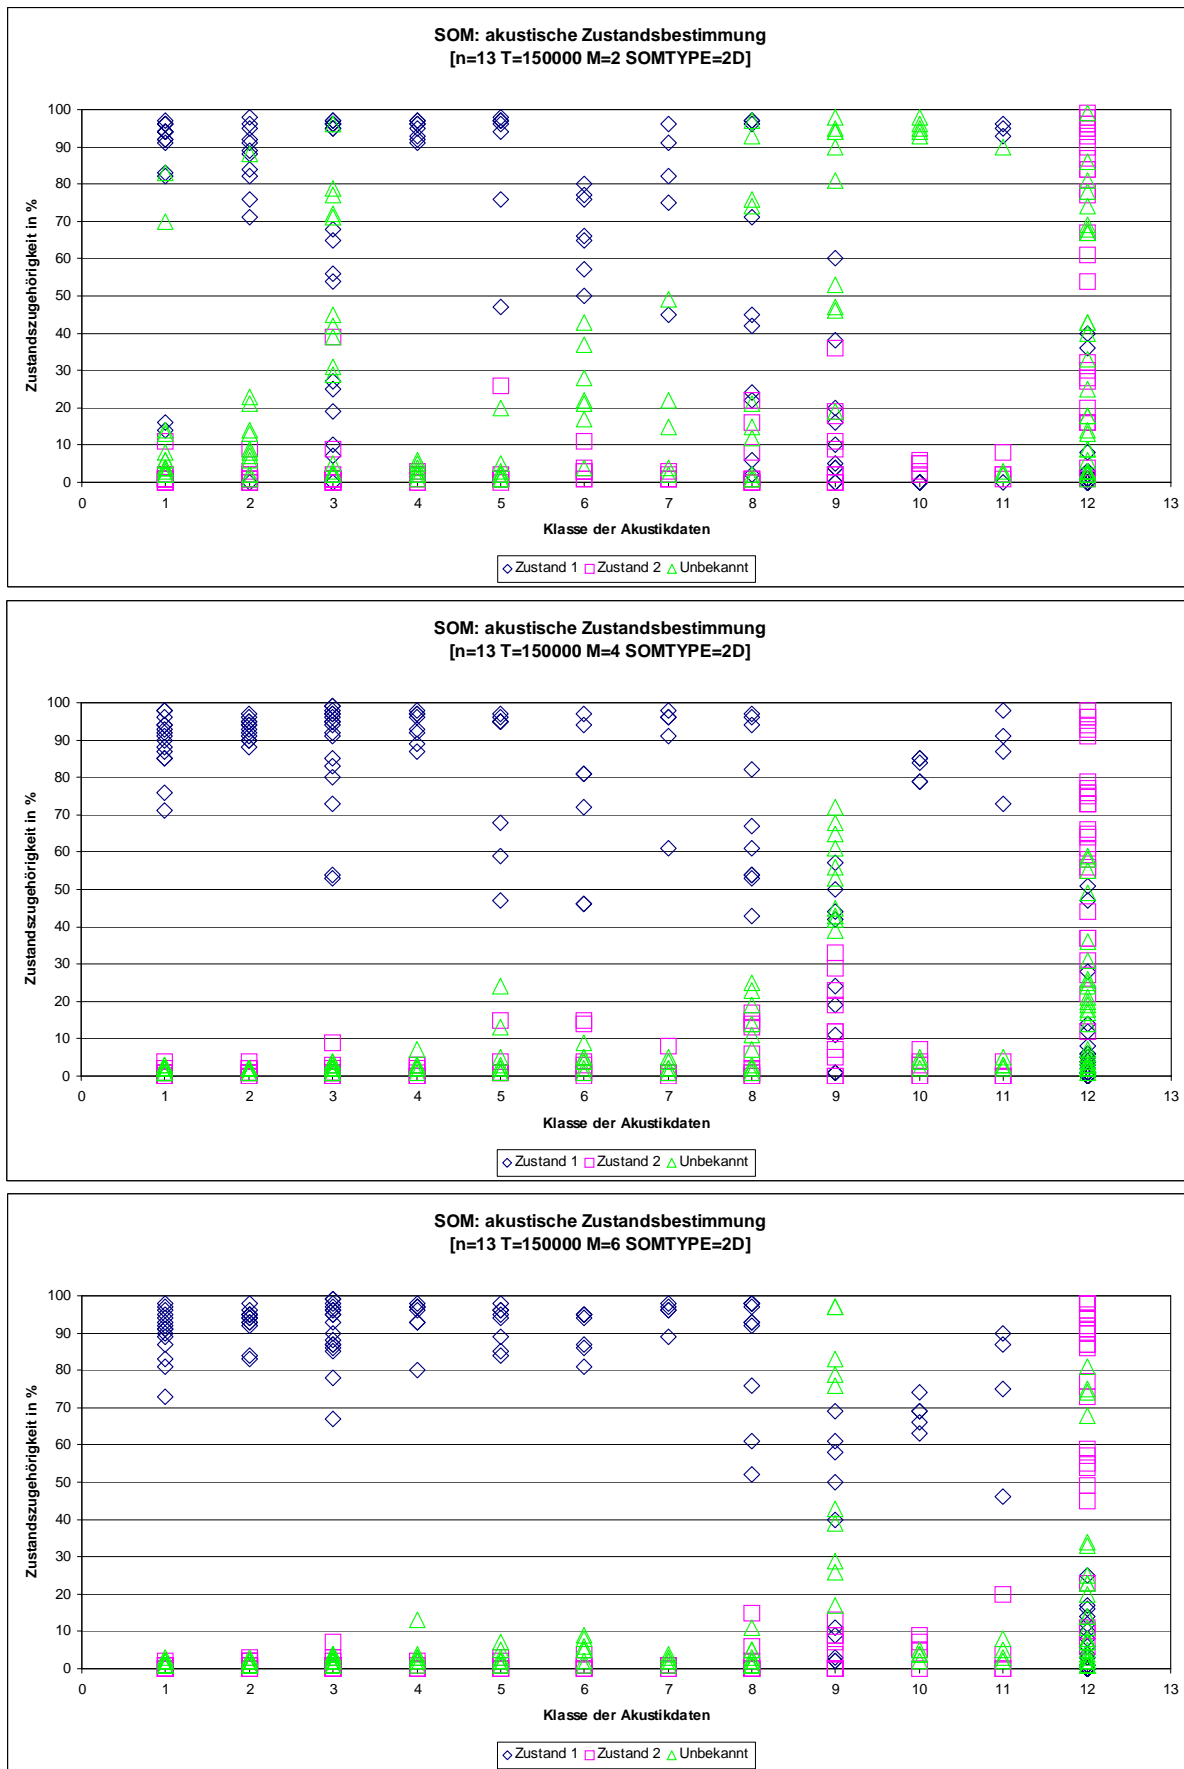 SOM: akustische Zustandsbestimmung
[n=13 T=150000 M=2 SOMTYPE=2D]
Zustandszugehörigkeit in %
100
90
80
70
60
50
40
30
20
10
0
0 1 2 3 4 5 6 7 8 9 10 11 12 13
Klasse der Akustikdaten
Zustand 1 Zustand 2 Unbekannt
SOM: akustische Zustandsbestimmung
[n=13 T=150000 M=4 SOMTYPE=2D]
Zustandszugehörigkeit in %
100
90
80
70
60
50
40
30
20
10
0
0 1 2 3 4 5 6 7 8 9 10 11 12 13
Klasse der Akustikdaten
Zustand 1 Zustand 2 Unbekannt
SOM: akustische Zustandsbestimmung
[n=13 T=150000 M=6 SOMTYPE=2D]
Zustandszugehörigkeit in %
100
90
80
70
60
50
40
30
20
10
0
0 1 2 3 4 5 6 7 8 9 10 11 12 13
Klasse der Akustikdaten
Zustand 1 Zustand 2 Unbekannt